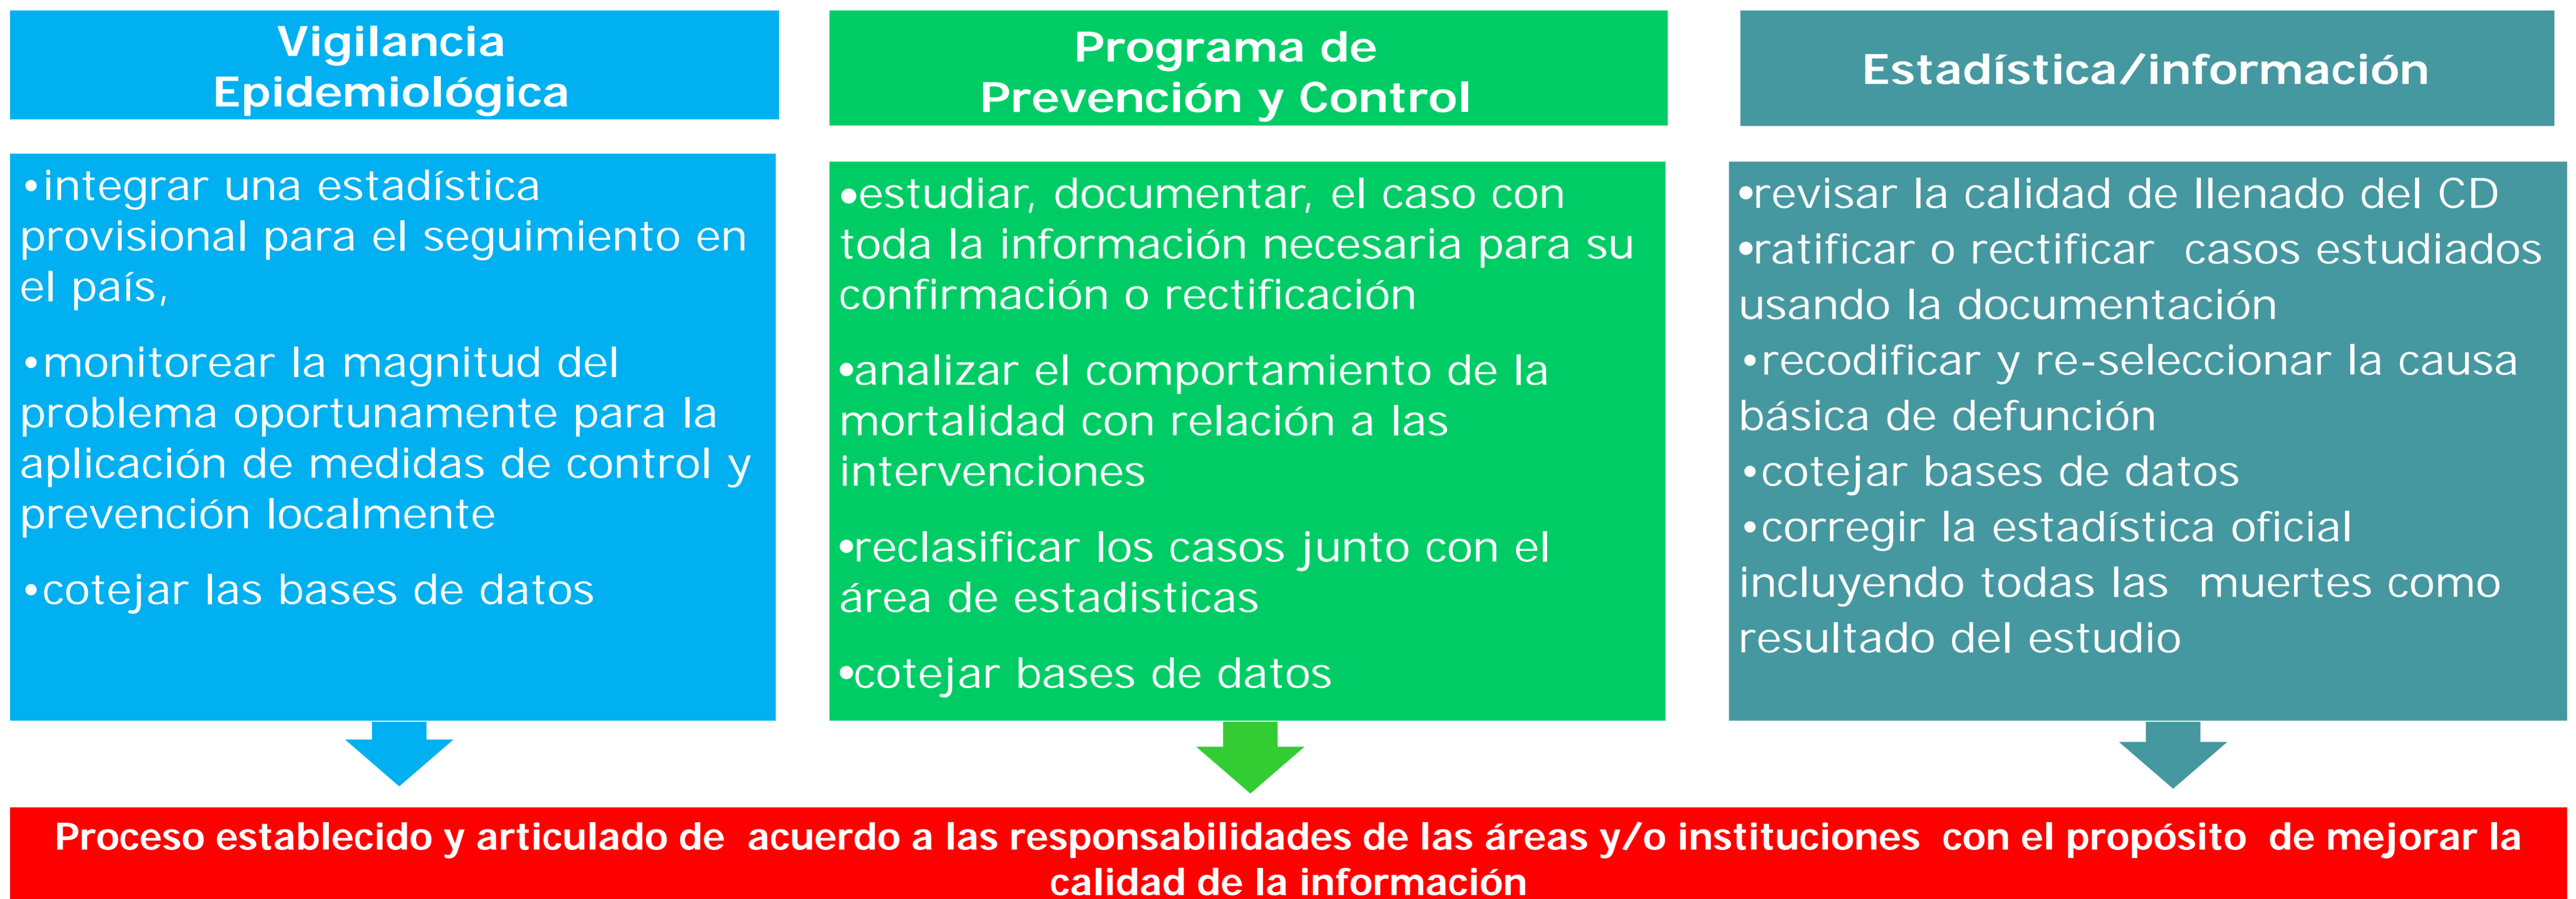 Vigilancia
Epidemiológica
•integrar una estadística
provisional para el seguimiento en
el país,
•monitorear la magnitud del
problema oportunamente para la
aplicación de medidas de control y
prevención localmente
•cotejar las bases de datos
Programa de
Prevención y Control
•estudiar, documentar, el caso con
toda la información necesaria para su
confirmación o rectificación
•analizar el comportamiento de la
mortalidad con relación a las
intervenciones
•reclasificar los casos junto con el
área de estadisticas
•cotejar bases de datos
Estadística/información
•revisar la calidad de llenado del CD
•ratificar o rectificar  casos estudiados
usando la documentación
•recodificar y re-seleccionar la causa
básica de defunción
•cotejar bases de datos
•corregir la estadística oficial
incluyendo todas las  muertes como
resultado del estudio
Proceso establecido y articulado de  acuerdo a las responsabilidades de las áreas y/o instituciones  con el propósito  de mejorar la
calidad de la información